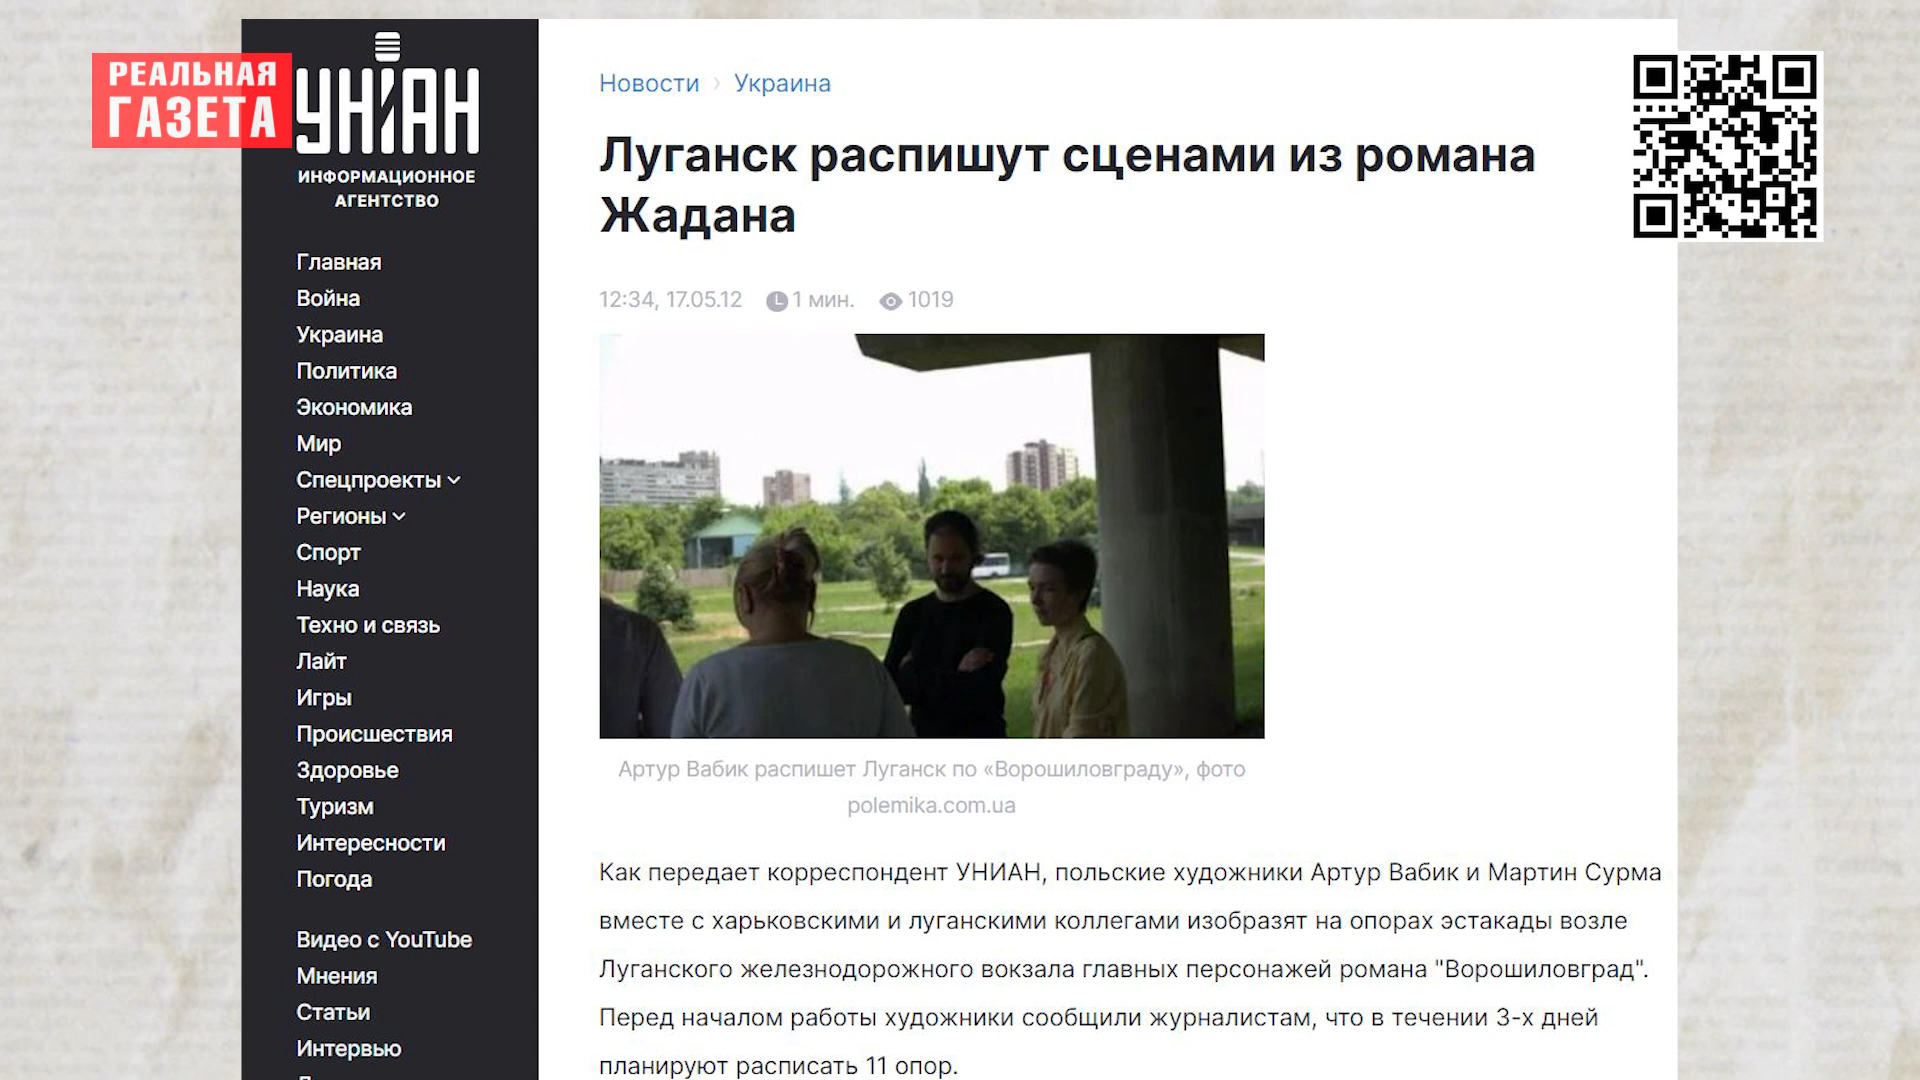 РЕАЛЬНАЯ
ГАЗЕТА
УНИАН
ИНФОРМАЦИОННОЕ
АГЕНТСТВО
Главная
Война
Украина
Политика
Экономика
Мир
Спецпроекты
Регионы
Спорт
Наука
Техно и связь
Лайт
Игры
Происшествия
Здоровье
Туризм
Интересности
Погода
Видео с YouTube
Мнения
Статьи
Интервью
Новости › Украина
Луганск распишут сценами из романа
Жадана
12:34, 17.05.12 1 мин. 1019
Артур Вабик распишет Луганск по «Ворошиловграду», фото
polemika.com.ua
Как передает корреспондент УНИАН, польские художники Артур Вабик и Мартин Сурма
вместе с харьковскими и луганскими коллегами изобразят на опорах эстакады возле
Луганского железнодорожного вокзала главных персонажей романа "Ворошиловград".
Перед началом работы художники сообщили журналистам, что в течении 3-х дней
планируют расписать 11 опор.